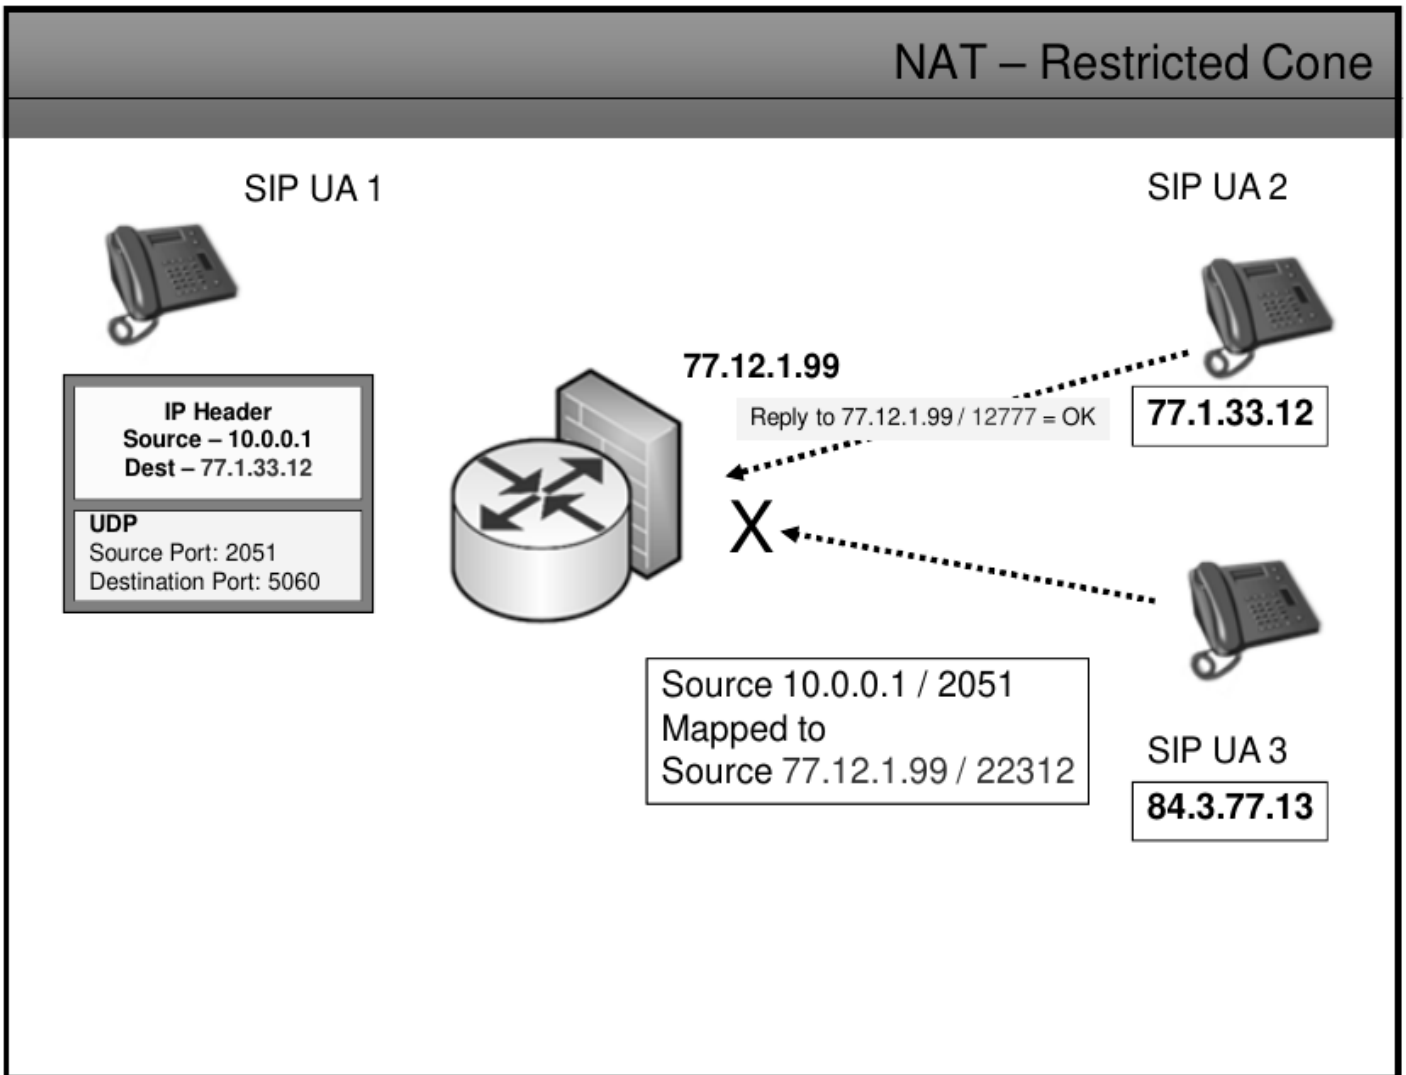 NAT – Restricted Cone
SIP UA 1
SIP UA 2
77.12.1.99
Reply to 77.12.1.99 / 12777 = OK
77.1.33.12
IP Header
Source – 10.0.0.1
Dest – 77.1.33.12
UDP
Source Port: 2051
Destination Port: 5060
X
Source 10.0.0.1 / 2051
Mapped to
Source 77.12.1.99 / 22312
SIP UA 3
84.3.77.13